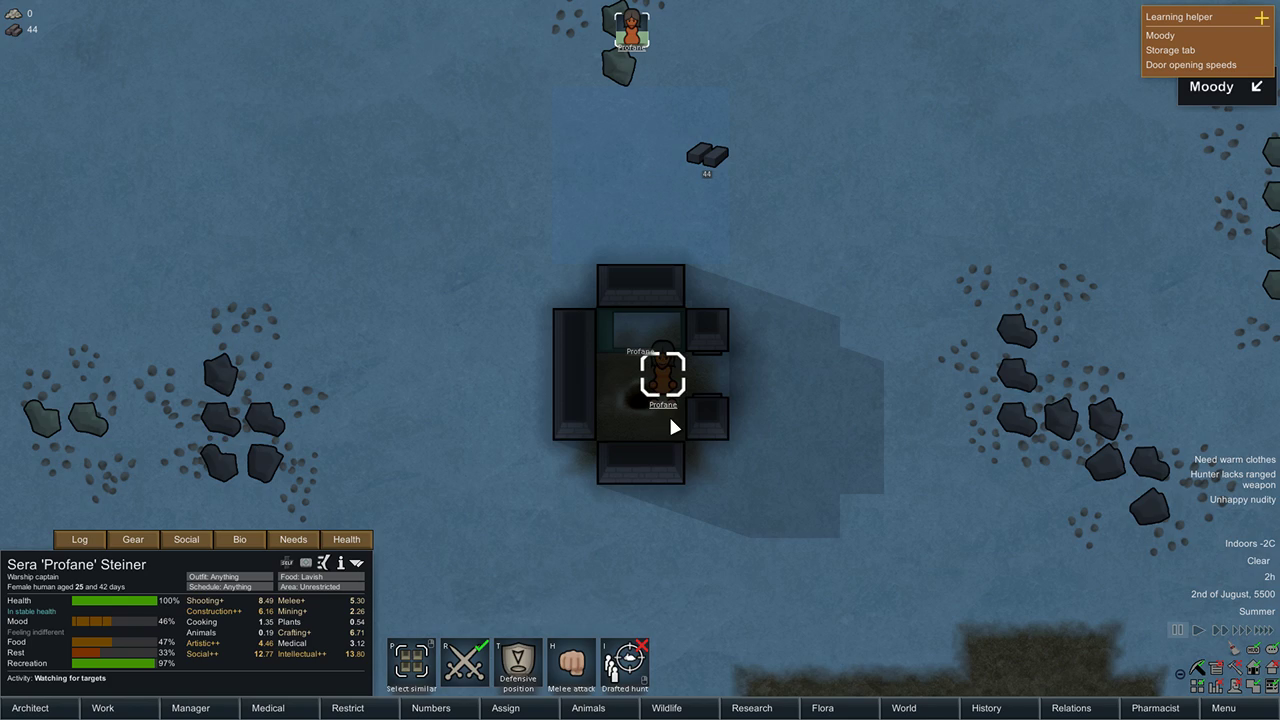 0
44
Profane
Learning helper
Moody
Storage tab
Door opening speeds
Moody
44
Profane
Profane
Need warm clothes
Hunter lacks ranged
weapon
Unhappy nudity
Indoors -2C
Clear
2h
2nd of Jugust, 5500
Summer
Log Gear Social Bio Needs Health
Sera 'Profane' Steiner
SELF
Warship captain
Female human aged 25 and 42 days
Outfit: Anything Food: Lavish
Schedule: Anything Area: Unrestricted
Health 100%
In stable health
Mood 46%
Feeling indifferent
Food 47%
Rest 33%
Recreation 97%
Shooting+ 8.49 Melee+ 5.30
Construction++ 6.16 Mining+ 2.26
Cooking 1.35 Plants 0.54
Animals 0.19 Crafting+ 6.71
Artistic++ 4.46 Medical 3.12
Social++ 12.77 Intellectual++ 13.80
Activity: Watching for targets
P R T H I
Select similar
Defensive
position
Melee attack
Drafted hunt
Architect Work Manager Medical Restrict Numbers Assign Animals Wildlife Research Flora World History Relations Pharmacist Menu